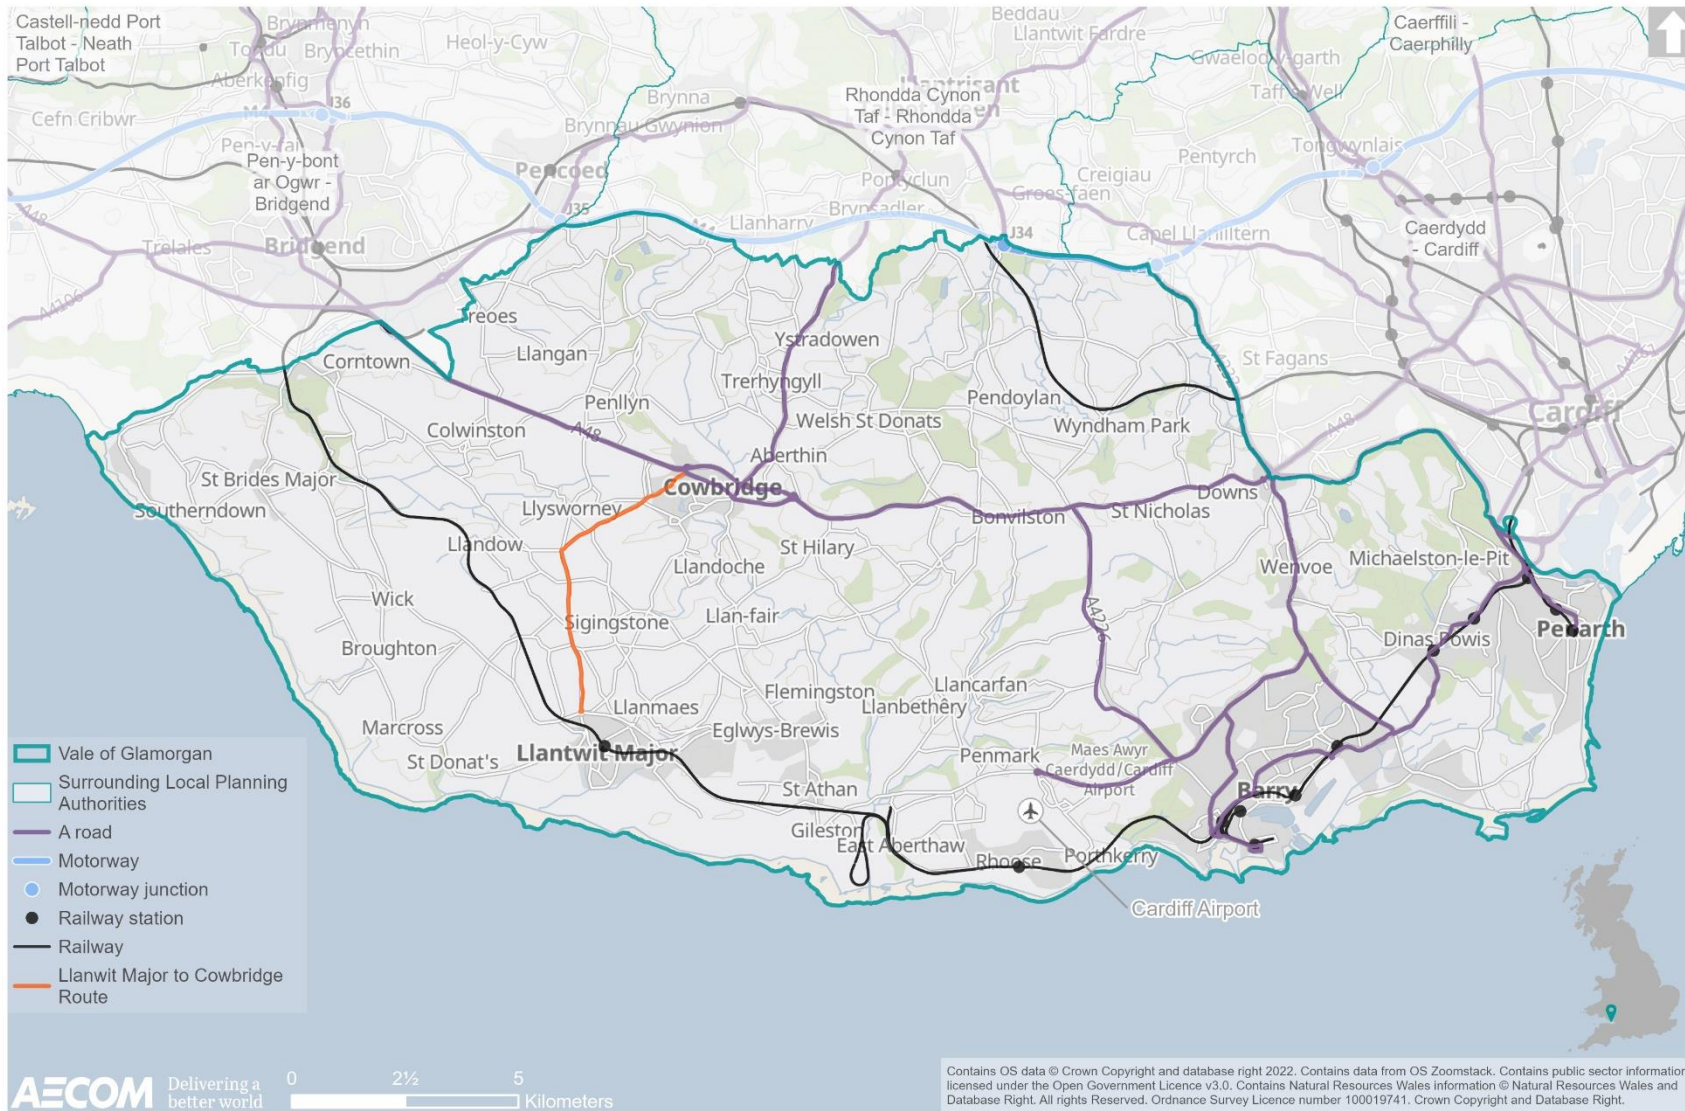 Castell-nedd Port
Talbot - Neath
Port Talbot
Brynmenyn
Tondu
Bryncethin
Aberkenfig
Heol-y-Cyw
Beddau
Llantwit Fardre
Caerffili -
Caerphilly
Gwaelod-y-garth
Taff's Well
Cefn Cribwr
J36
Pen-y-fai
Pen-y-bont
ar Ogwr -
Bridgend
Brynna
Brynnau Gwynion
Rhondda Cynon
Taf - Rhondda
Cynon Taf
Pencoed
Pontyclun
Groes-faen
Creigiau
Pentyrch
Tongwynlais
A48
J35
Llanharry
Brynsadler
J34
Capel Llanilltern
Caerdydd
- Cardiff
Trelales
Bridgend
A4106
Treoes
Corntown
Llangan
Ystradowen
Trerhyngyll
Penllyn
Welsh St Donats
Pendoylan
Wyndham Park
A4232
St Fagans
Cardiff
A48
Colwinston
A48
Aberthin
St Brides Major
Southerndown
Cowbridge
Llysworney
Bonvilston
St Nicholas
Downs
Llandow
St Hilary
Llandoche
Michaelston-le-Pit
Wenvoe
Wick
Llan-fair
A4226
Sigingstone
Broughton
Dinas Powis
Penarth
Llancarfan
Flemingston
Llanbethêry
Llanmaes
Marcross
Eglwys-Brewis
Llantwit Major
St Donat's
Penmark
Maes Awyr
Caerdydd/Cardiff
Airport
St Athan
Barry
Gileston
East Aberthaw
Rhoose
Porthkerry
Cardiff Airport
Vale of Glamorgan
Surrounding Local Planning
Authorities
A road
Motorway
Motorway junction
Railway station
Railway
Llanwit Major to Cowbridge
Route
AECOM
Delivering a
better world
0 2½ 5
Kilometers
Contains OS data © Crown Copyright and database right 2022. Contains data from OS Zoomstack. Contains public sector information
licensed under the Open Government Licence v3.0. Contains Natural Resources Wales information © Natural Resources Wales and
Database Right. All rights Reserved. Ordnance Survey Licence number 100019741. Crown Copyright and Database Right.